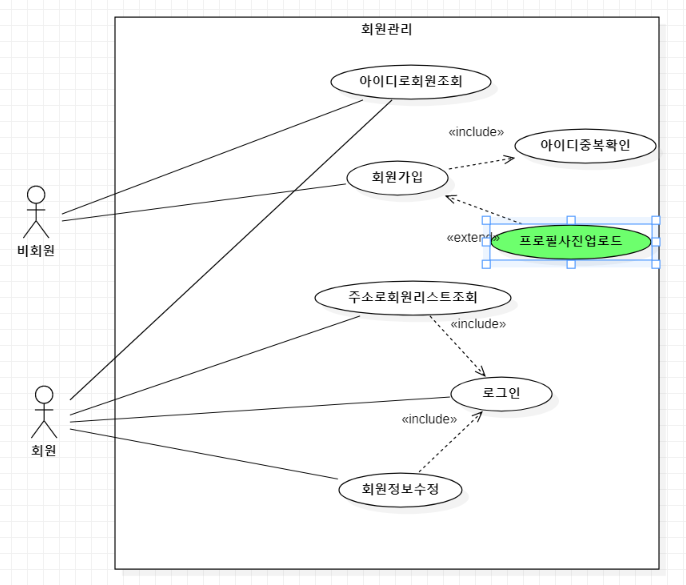 회원관리
아이디로회원조회
«include»
아이디중복확인
회원가입
비회원
«extend»
프로필사진업로드
주소로회원리스트조회
«include»
로그인
«include»
회원
회원정보수정